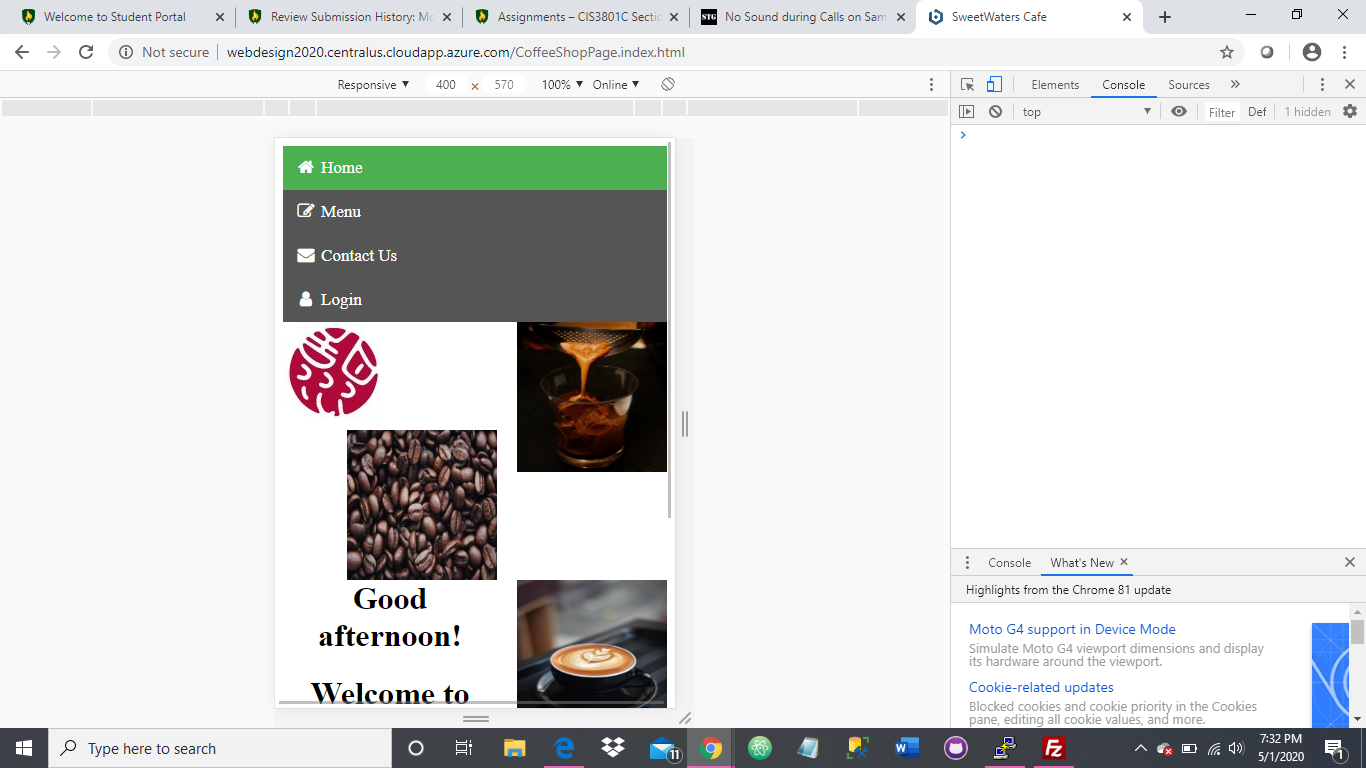 Welcome to Student Portal
Review Submission History: Mo
Assignments – CIS3801C Sectio
STG No Sound during Calls on Sam
SweetWaters Cafe
Not secure webdesign2020.centralus.cloudapp.azure.com/CoffeeShopPage.index.html
Responsive 400 × 570 100% Online
Elements Console Sources
top Filter Def 1 hidden
Home
Menu
Contact Us
Login
Good
afternoon!
Welcome to
Console What's New
Highlights from the Chrome 81 update
Moto G4 support in Device Mode
Simulate Moto G4 viewport dimensions and display
its hardware around the viewport.
Cookie-related updates
Blocked cookies and cookie priority in the Cookies
pane, editing all cookie values, and more.
Type here to search
11
7:32 PM
5/1/2020
1